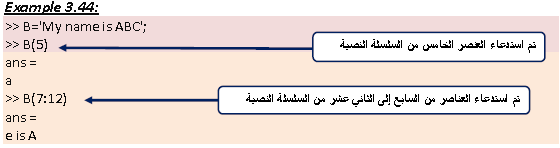 Example 3.44:
>> B='My name is ABC';
>> B(5)
تم استدعاء العنصر الخامس من السلسلة النصية
ans =
a
>> B(7:12)
تم استدعاء العناصر من السابع إلى الثاني عشر من السلسلة النصية
ans =
e is A